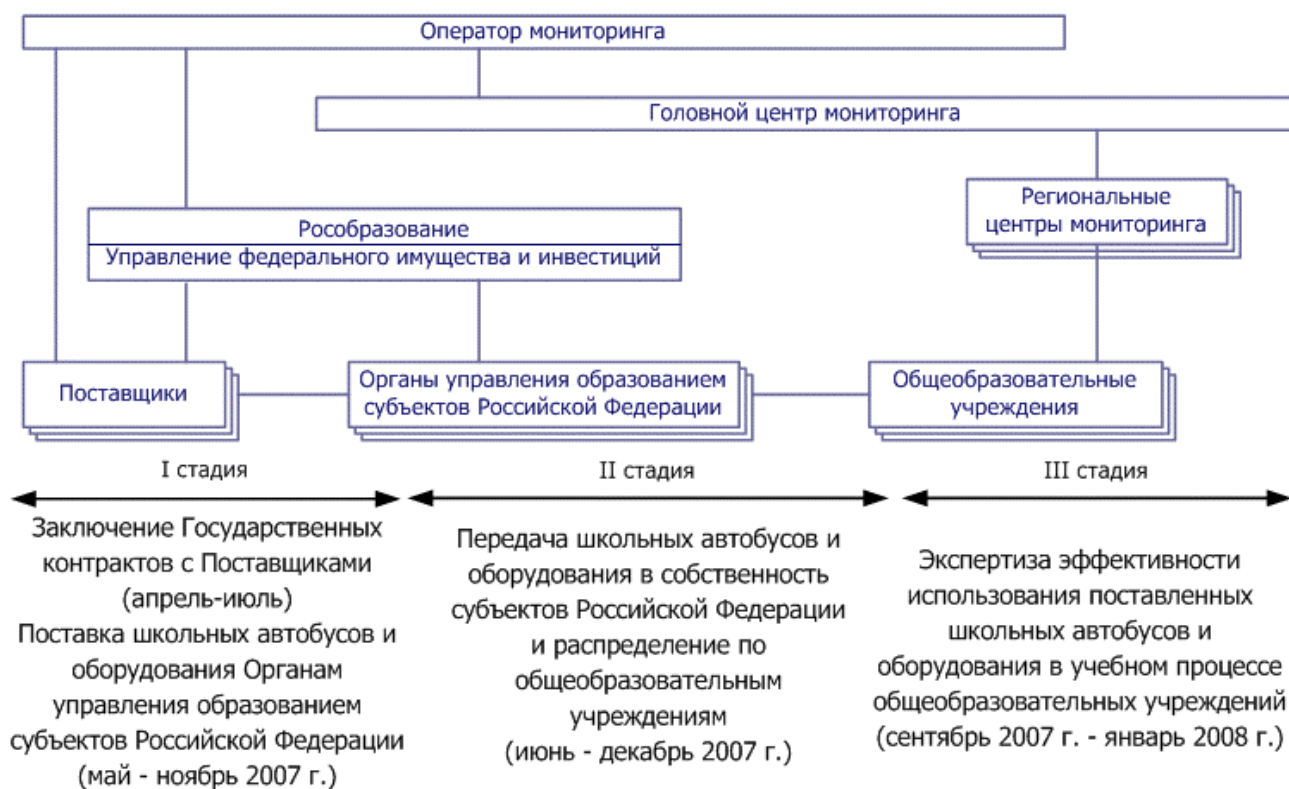 Оператор мониторинга
Головной центр мониторинга
Региональные
центры мониторинга
Рособразование
Управление федерального имущества и инвестиций
Поставщики
Органы управления образованием
субъектов Российской Федерации
Общеобразовательные
учреждения
I стадия
Заключение Государственных
контрактов с Поставщиками
(апрель-июль)
Поставка школьных автобусов и
оборудования Органам
управления образованием
субъектов Российской Федерации
(май - ноябрь 2007 г.)
II стадия
Передача школьных автобусов и
оборудования в собственность
субъектов Российской Федерации
и распределение по
общеобразовательным
учреждениям
(июнь - декабрь 2007 г.)
III стадия
Экспертиза эффективности
использования поставленных
школьных автобусов и
оборудования в учебном процессе
общеобразовательных учреждений
(сентябрь 2007 г. - январь 2008 г.)